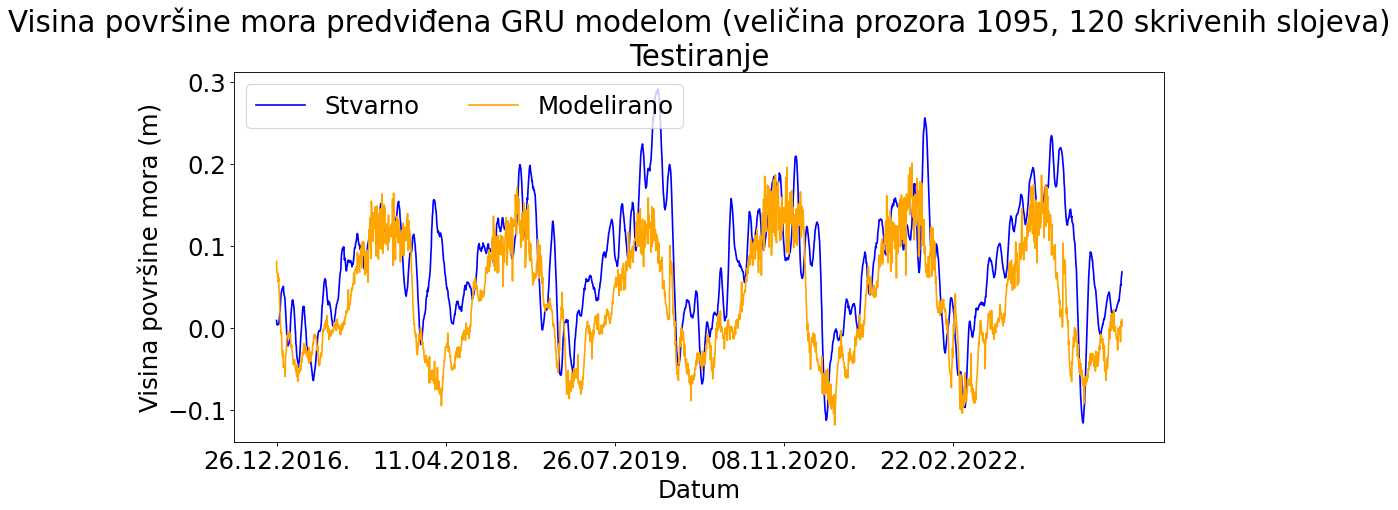 Visina površine mora predviđena GRU modelom (veličina prozora 1095, 120 skrivenih slojeva)
Testiranje
Stvarno
Modelirano
Visina površine mora (m)
0.3
0.2
0.1
0.0
−0.1
26.12.2016.
11.04.2018.
26.07.2019.
08.11.2020.
22.02.2022.
Datum